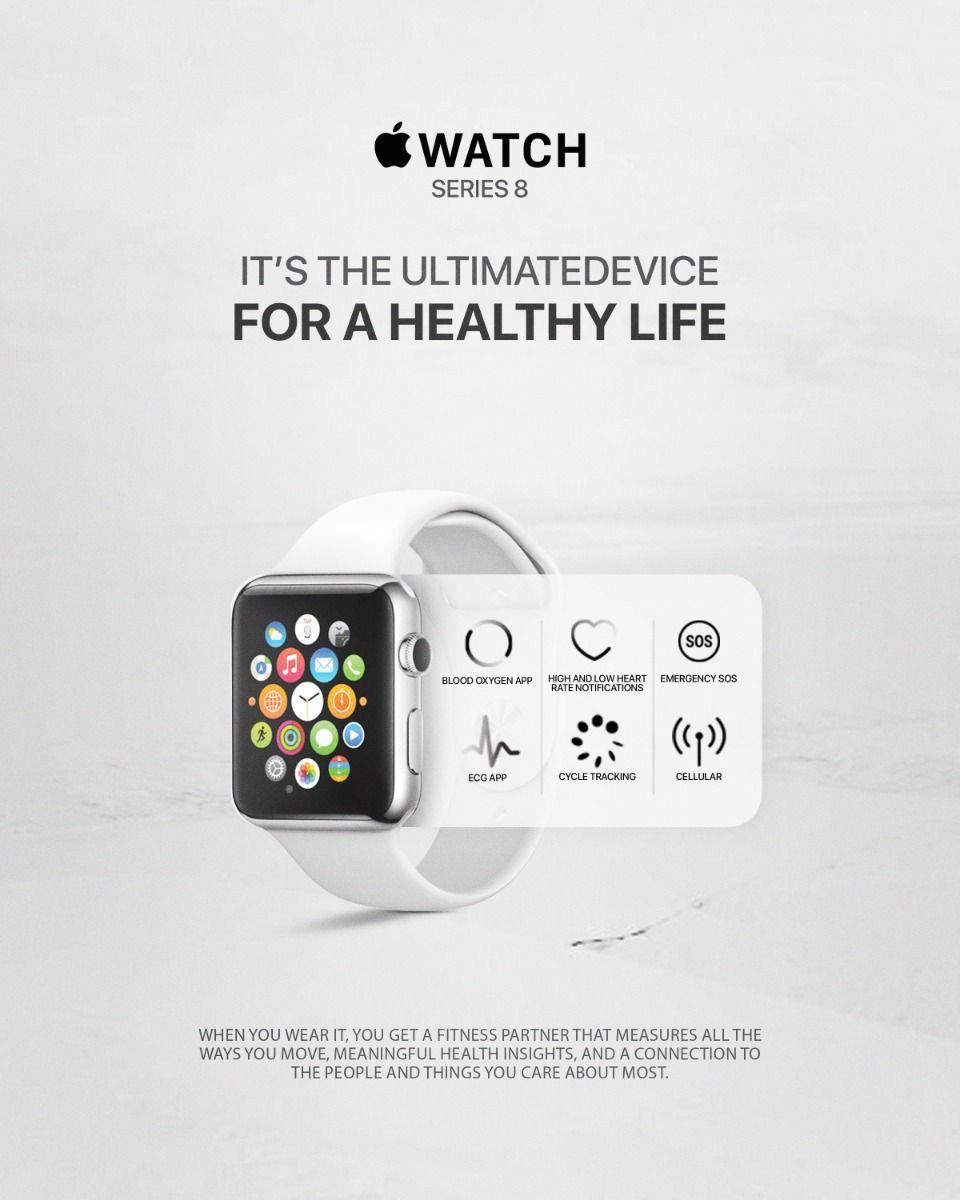 WATCH
SERIES 8
IT'S THE ULTIMATEDEVICE
FOR A HEALTHY LIFE
Tue
9
BLOOD OXYGEN APP
HIGH AND LOW HEART
RATE NOTIFICATIONS
SOS
EMERGENCY SOS
ECG APP
CYCLE TRACKING
CELLULAR
WHEN YOU WEAR IT, YOU GET A FITNESS PARTNER THAT MEASURES ALL THE
WAYS YOU MOVE, MEANINGFUL HEALTH INSIGHTS, AND A CONNECTION TO
THE PEOPLE AND THINGS YOU CARE ABOUT MOST.